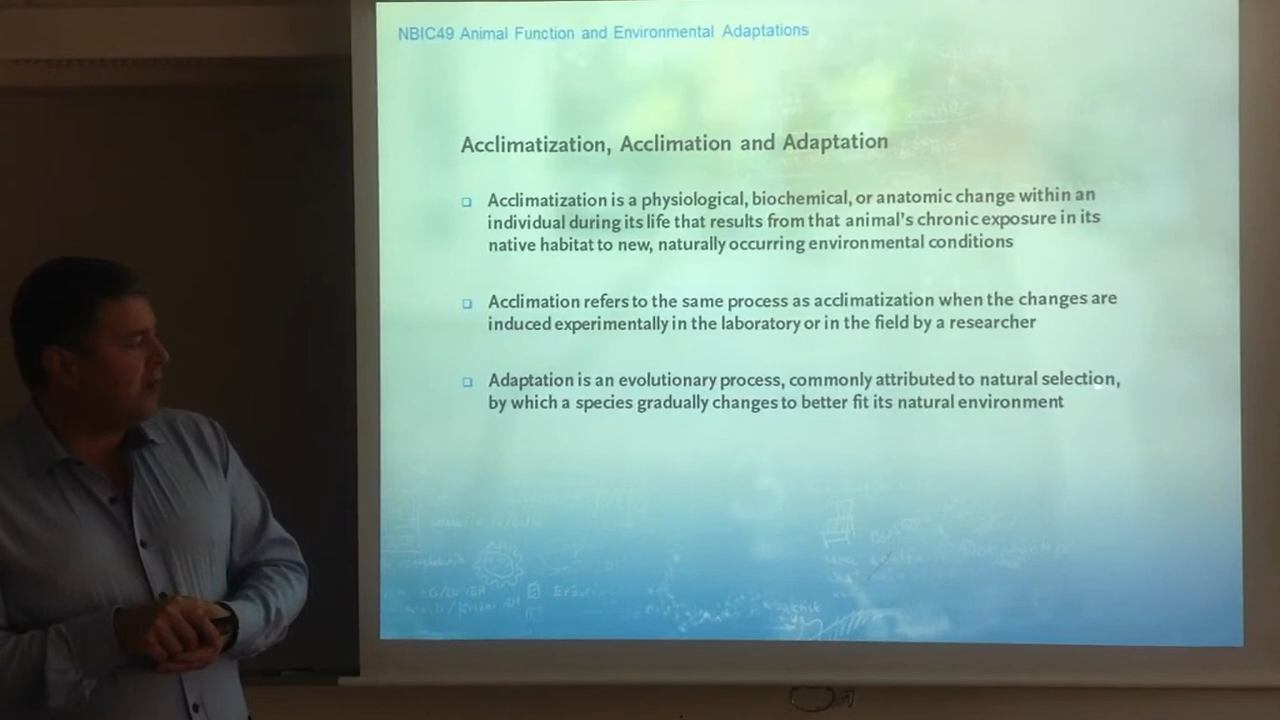 NBIC49 Animal Function and Environmental Adaptations
Acclimatization, Acclimation and Adaptation
Acclimatization is a physiological, biochemical, or anatomic change within an
individual during its life that results from that animal's chronic exposure in its
native habitat to new, naturally occurring environmental conditions
Acclimation refers to the same process as acclimatization when the changes are
induced experimentally in the laboratory or in the field by a researcher
Adaptation is an evolutionary process, commonly attributed to natural selection,
by which a species gradually changes to better fit its natural environment